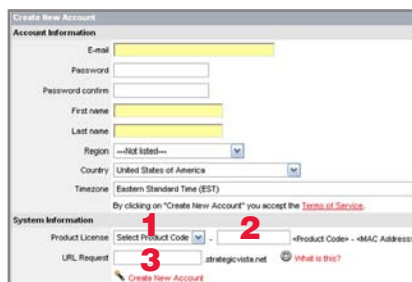 Create New Account
Account Information
E-mail
Password
Password confirm
First name
Last name
Region ---Not listed---
Country United States of America
Timezone Eastern Standard Time (EST)
By clicking on "Create New Account" you accept the Terms of Service.
System Information
1 2
Product License Select Product Code - <Product Code> - <MAC Address>
3
URL Request .strategicvista.net What is this?
Create New Account